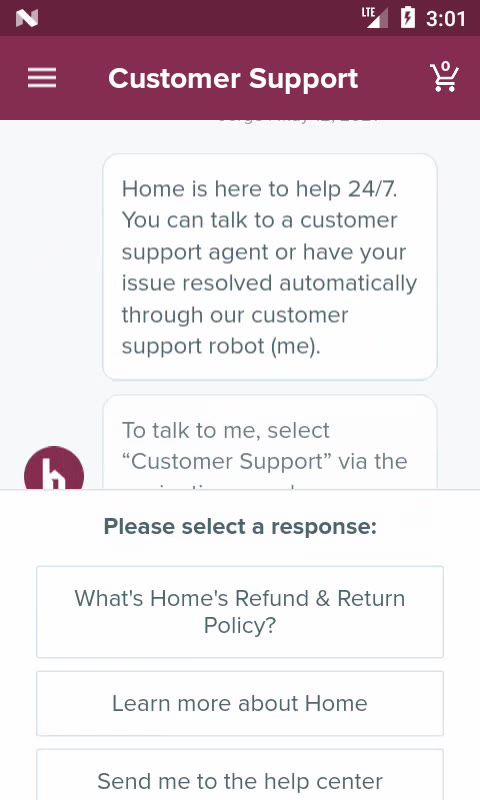 LTE 3:01
Customer Support
0
Home is here to help 24/7.
You can talk to a customer
support agent or have your
issue resolved automatically
through our customer
support robot (me).
To talk to me, select
“Customer Support” via the
h
Please select a response:
What's Home's Refund & Return
Policy?
Learn more about Home
Send me to the help center